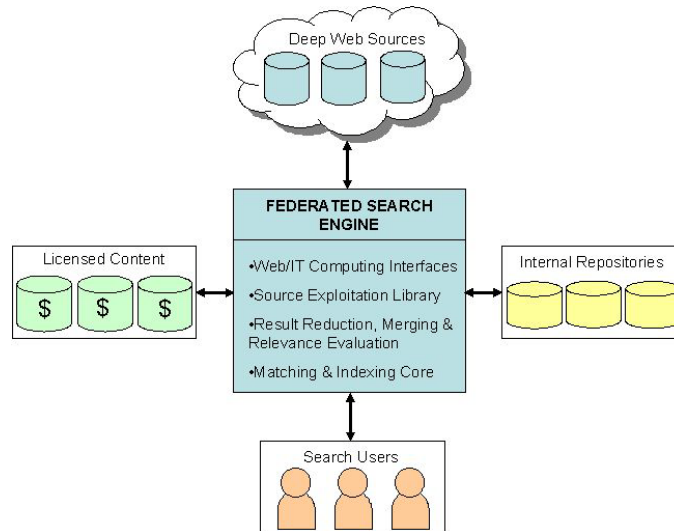 Deep Web Sources
FEDERATED SEARCH
ENGINE
Licensed Content
$ $ $
•Web/IT Computing Interfaces
•Source Exploitation Library
•Result Reduction, Merging &
Relevance Evaluation
•Matching & Indexing Core
Internal Repositories
Search Users